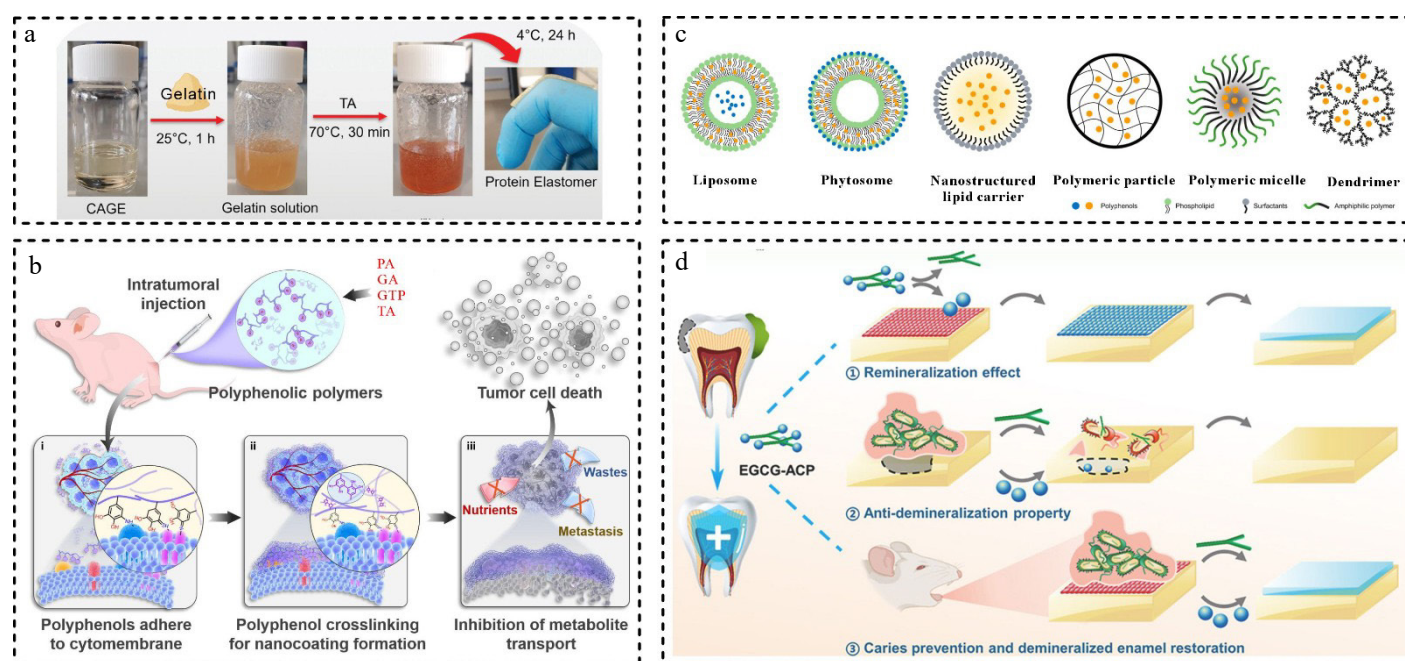 a
Gelatin
25°C, 1 h
TA
70°C, 30 min
4°C, 24 h
CAGE
Gelatin solution
Protein Elastomer
c
Liposome
Phytosome
Nanostructured
lipid carrier
Polymeric particle
Polymeric micelle
Dendrimer
Polyphenols
Phospholipid
Surfactants
Amphiphilic polymer
b
Intratumoral
injection
PA
GA
GTP
TA
Polyphenolic polymers
Tumor cell death
i
ii
iii
Wastes
Nutrients
Metastasis
Polyphenols adhere
to cytomembrane
Polyphenol crosslinking
for nanocoating formation
Inhibition of metabolite
transport
d
① Remineralization effect
EGCG-ACP
② Anti-demineralization property
③ Caries prevention and demineralized enamel restoration